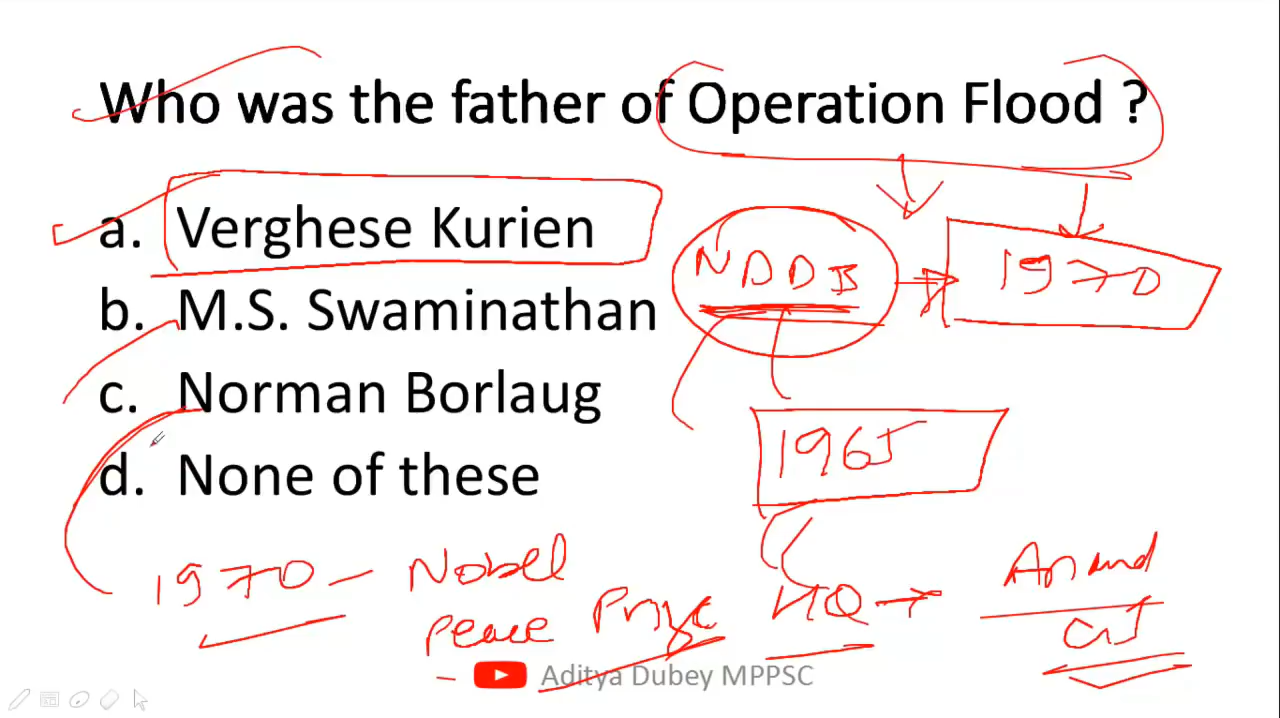 Who was the father of Operation Flood ?
a. Verghese Kurien
b. M.S. Swaminathan
c. Norman Borlaug
d. None of these
NDDB
1970
1965
1970 - Nobel
Peace Prize
HQ → Anand
GJ
Aditya Dubey MPPSC